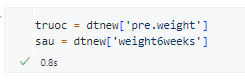 truoc = dtnew['pre.weight']
sau = dtnew['weight6weeks']
0.8s